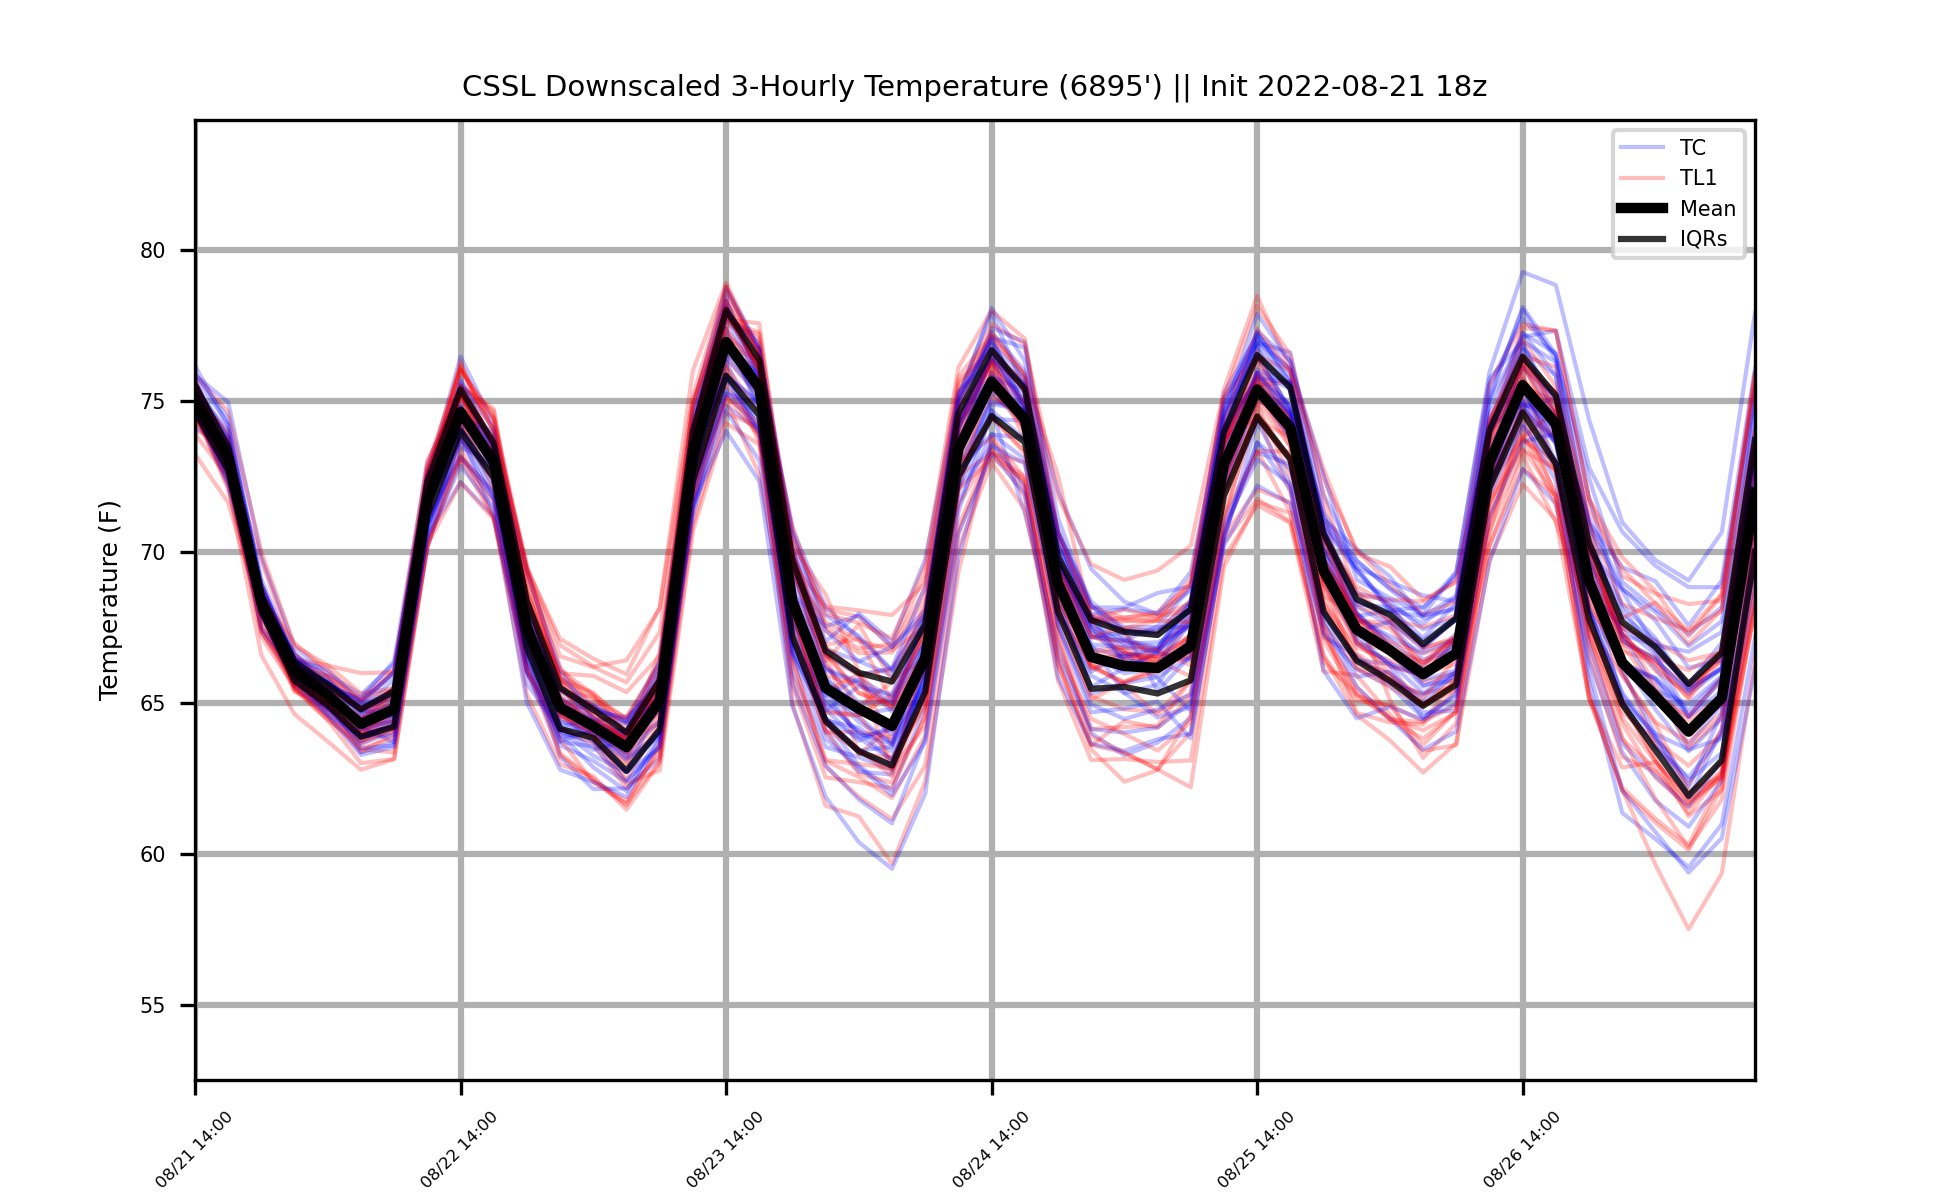 CSSL Downscaled 3-Hourly Temperature (6895') || Init 2022-08-21 18z
TC
TL1
Mean
IQRs
Temperature (F)
80
75
70
65
60
55
08/21 14:00
08/22 14:00
08/23 14:00
08/24 14:00
08/25 14:00
08/26 14:00